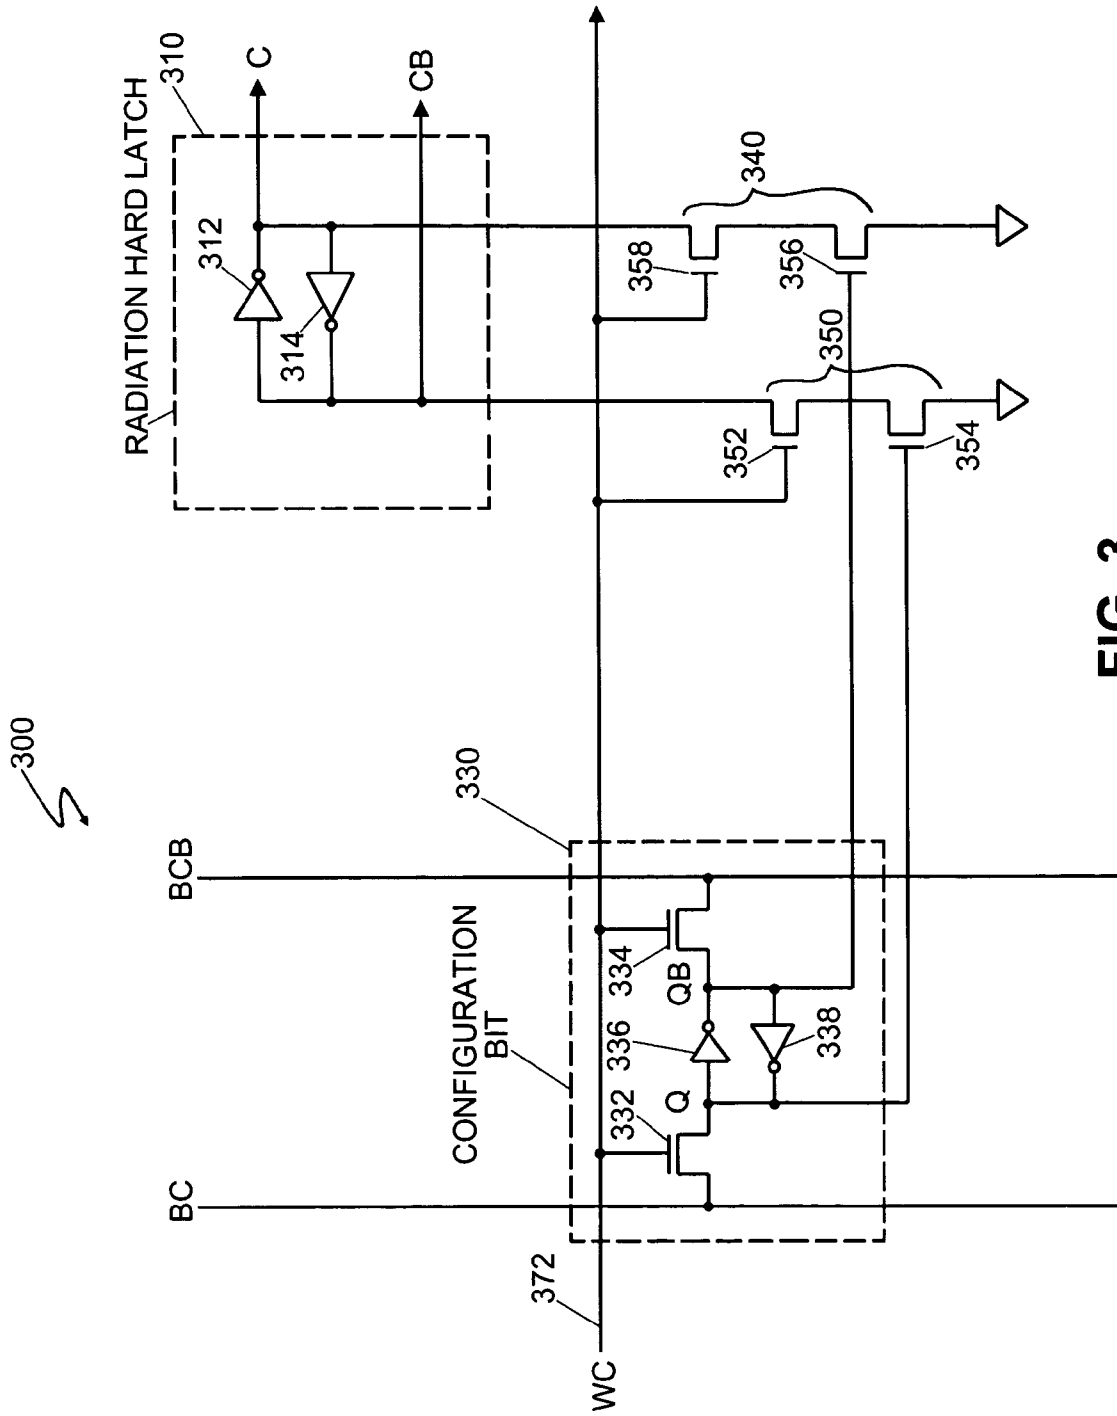 300
RADIATION HARD LATCH
310
C
CB
312
314
BCB
BC
CONFIGURATION
BIT
330
332
334
336
338
Q
QB
WC
372
340
358
356
350
352
354
FIG. 3